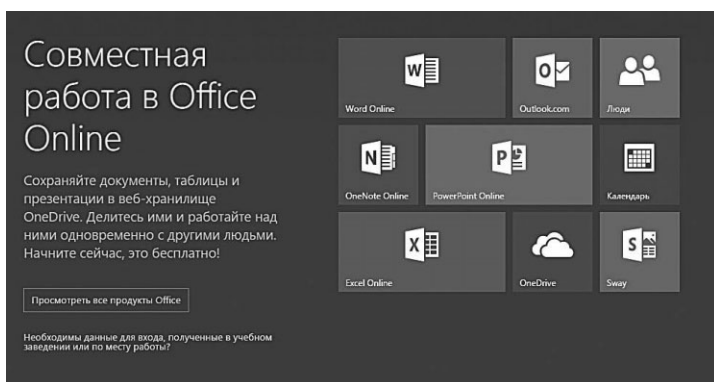 Совместная
работа в Office
Online
Сохраняйте документы, таблицы и
презентации в веб-хранилище
OneDrive. Делитесь ими и работайте над
ними одновременно с другими людьми.
Начните сейчас, это бесплатно!
Просмотреть все продукты Office
Необходимы данные для входа, полученные в учебном
заведении или по месту работы?
W
Word Online
O
Outlook.com
Люди
N
OneNote Online
P
PowerPoint Online
Календарь
X
Excel Online
OneDrive
S
Sway